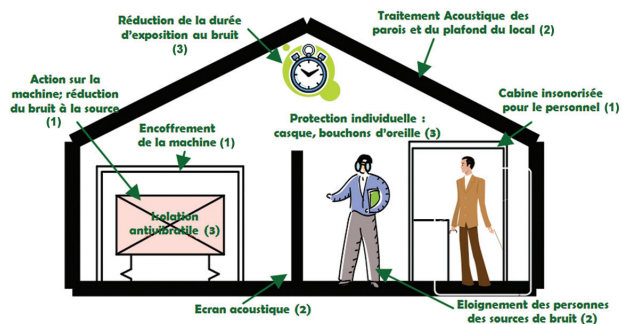 Réduction de la durée
d'exposition au bruit
(3)
Traitement Acoustique des
parois et du plafond du local (2)
Action sur la
machine; réduction
du bruit à la source
(1)
Encoffrement
de la machine (1)
Protection individuelle :
casque, bouchons d'oreille (3)
Cabine insonorisée
pour le personnel (1)
Isolation
antivibratile (3)
Ecran acoustique (2)
Eloignement des personnes
des sources de bruit (2)